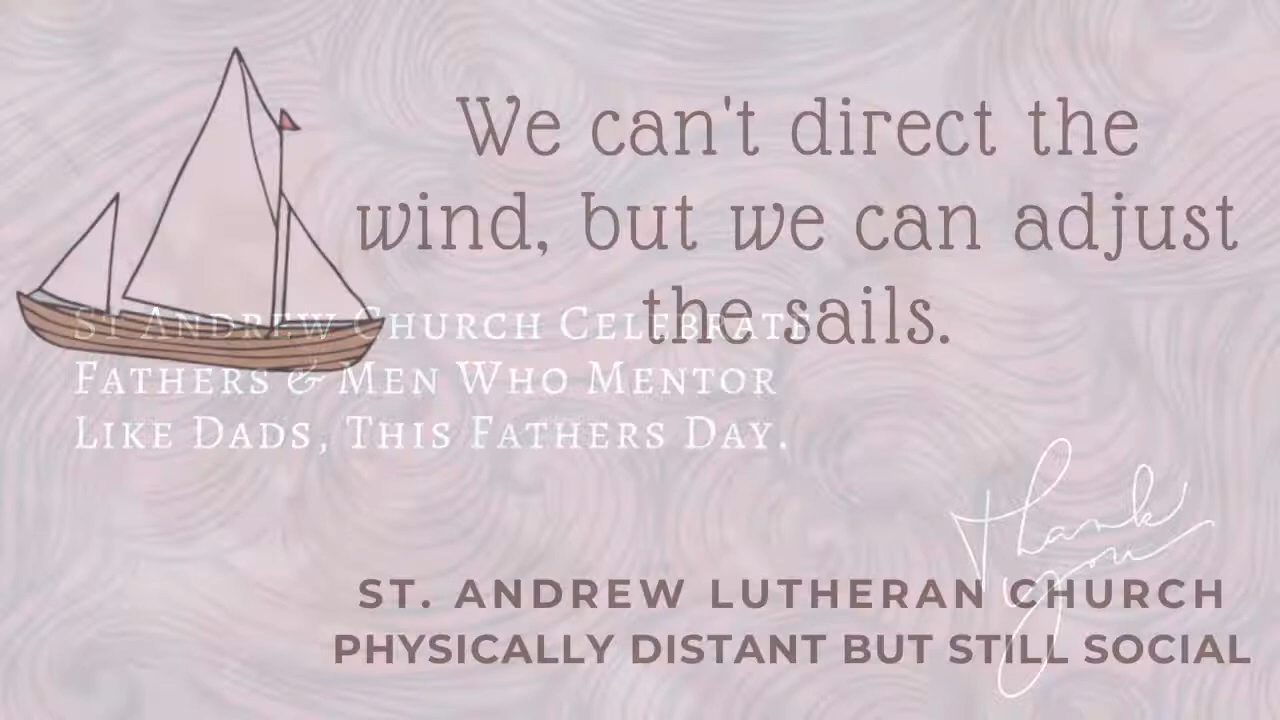 We can't direct the
wind, but we can adjust
the sails.
ST ANDREW CHURCH CELEBRATE
FATHERS & MEN WHO MENTOR
LIKE DADS, THIS FATHERS DAY.
thank
you
ST. ANDREW LUTHERAN CHURCH
PHYSICALLY DISTANT BUT STILL SOCIAL